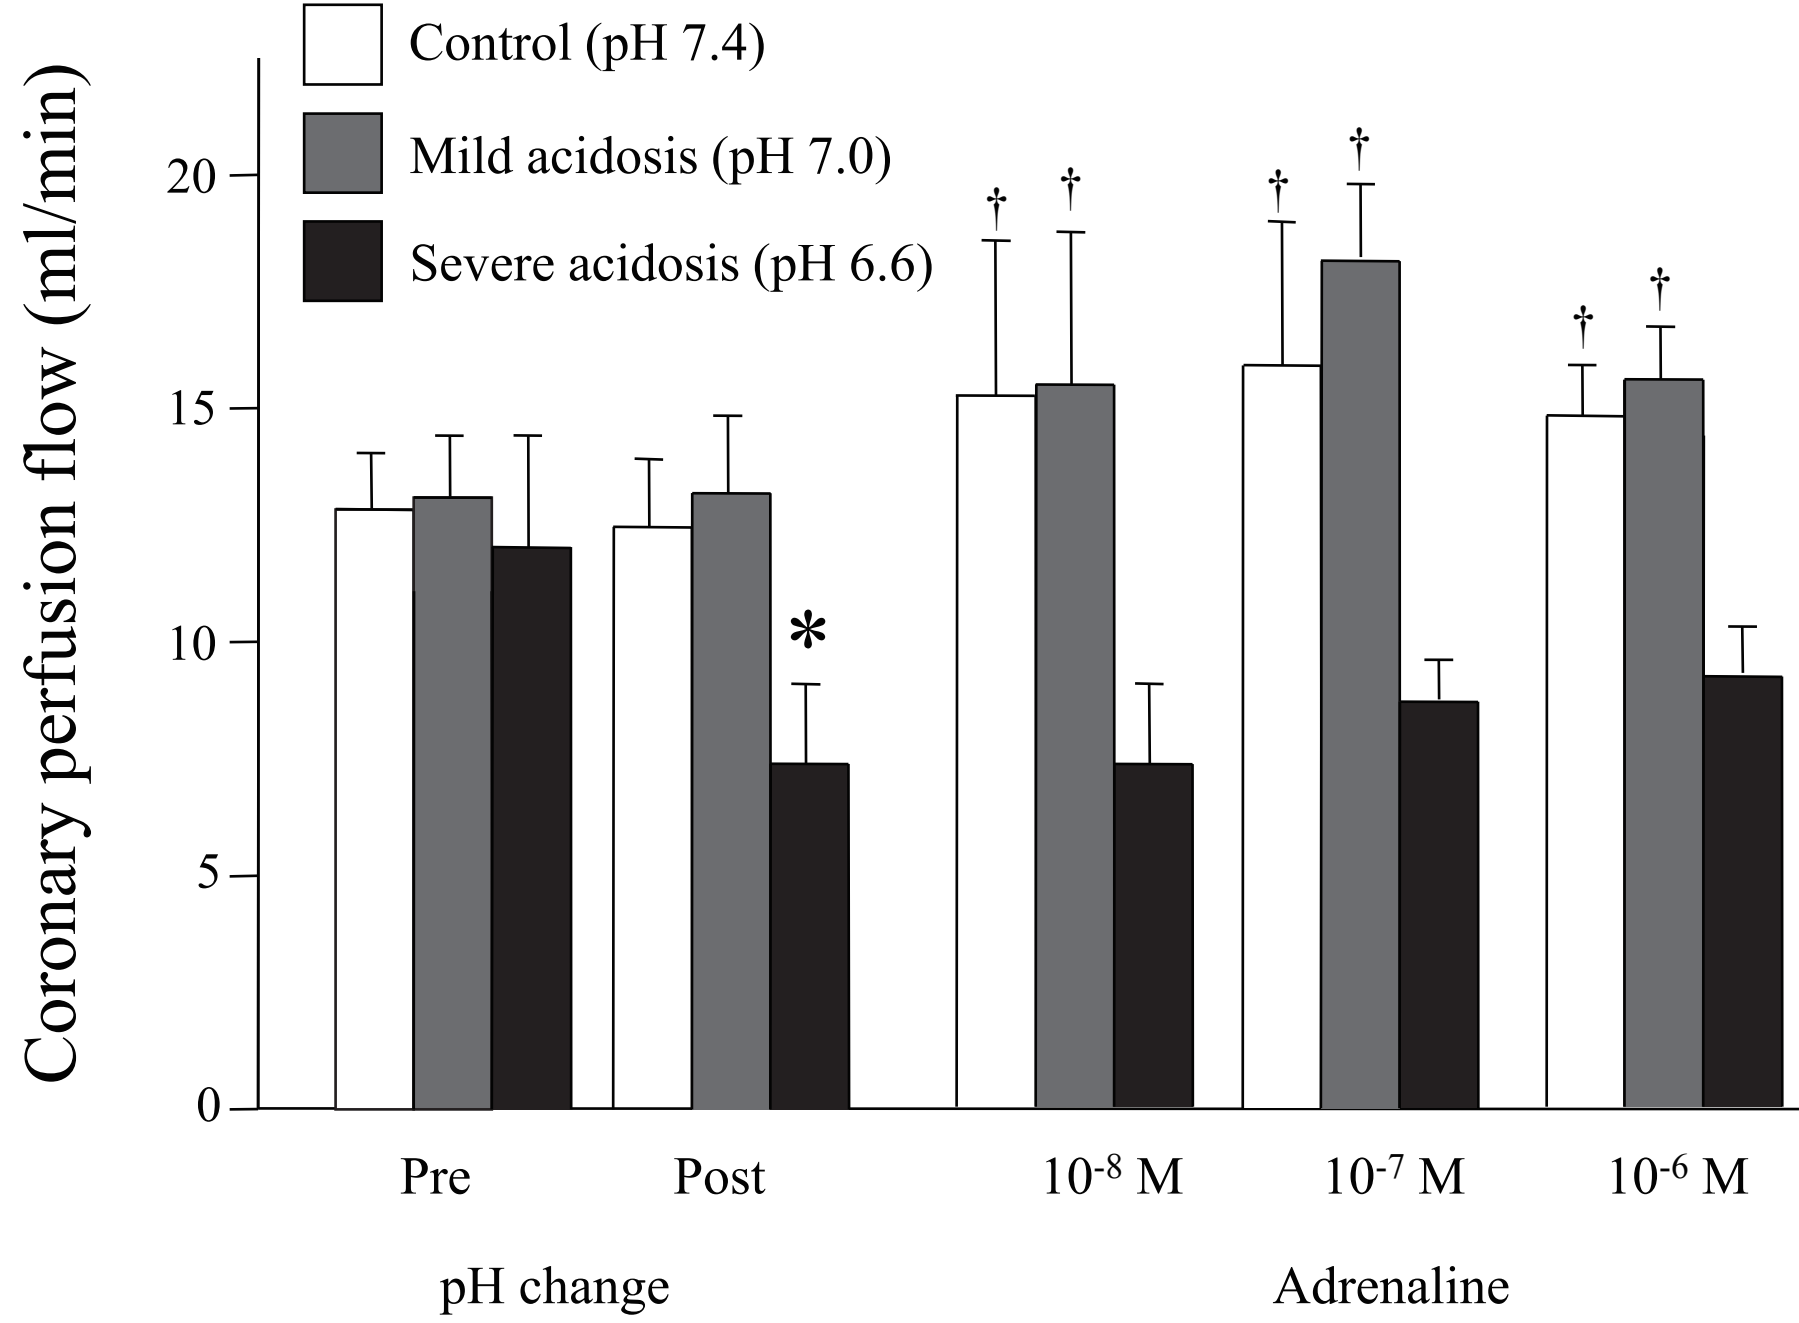 Control (pH 7.4)
Mild acidosis (pH 7.0)
Severe acidosis (pH 6.6)
Coronary perfusion flow (ml/min)
20
15
10
5
0
† † † † † †
*
Pre Post 10⁻⁸ M 10⁻⁷ M 10⁻⁶ M
pH change Adrenaline